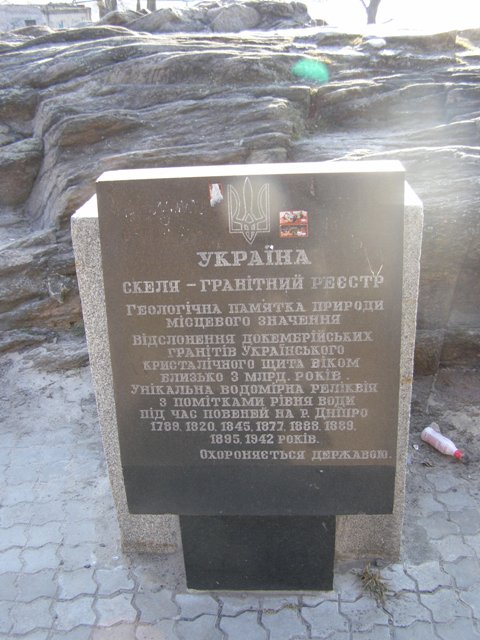 УКРАЇНА
СКЕЛЯ – ГРАНІТНИЙ РЕЄСТР
ГЕОЛОГІЧНА ПАМ'ЯТКА ПРИРОДИ
МІСЦЕВОГО ЗНАЧЕННЯ
ВІДСЛОНЕННЯ ДОКЕМБРІЙСЬКИХ
ГРАНІТІВ УКРАЇНСЬКОГО
КРИСТАЛІЧНОГО ЩИТА ВІКОМ
БЛИЗЬКО 3 МЛРД. РОКІВ.
УНІКАЛЬНА ВОДОМІРНА РЕЛІКВІЯ
З ПОМІТКАМИ РІВНЯ ВОДИ
ПІД ЧАС ПОВЕНЕЙ НА Р. ДНІПРО
1789, 1820, 1845, 1877, 1888, 1889,
1895, 1942 РОКІВ.
ОХОРОНЯЄТЬСЯ ДЕРЖАВОЮ.